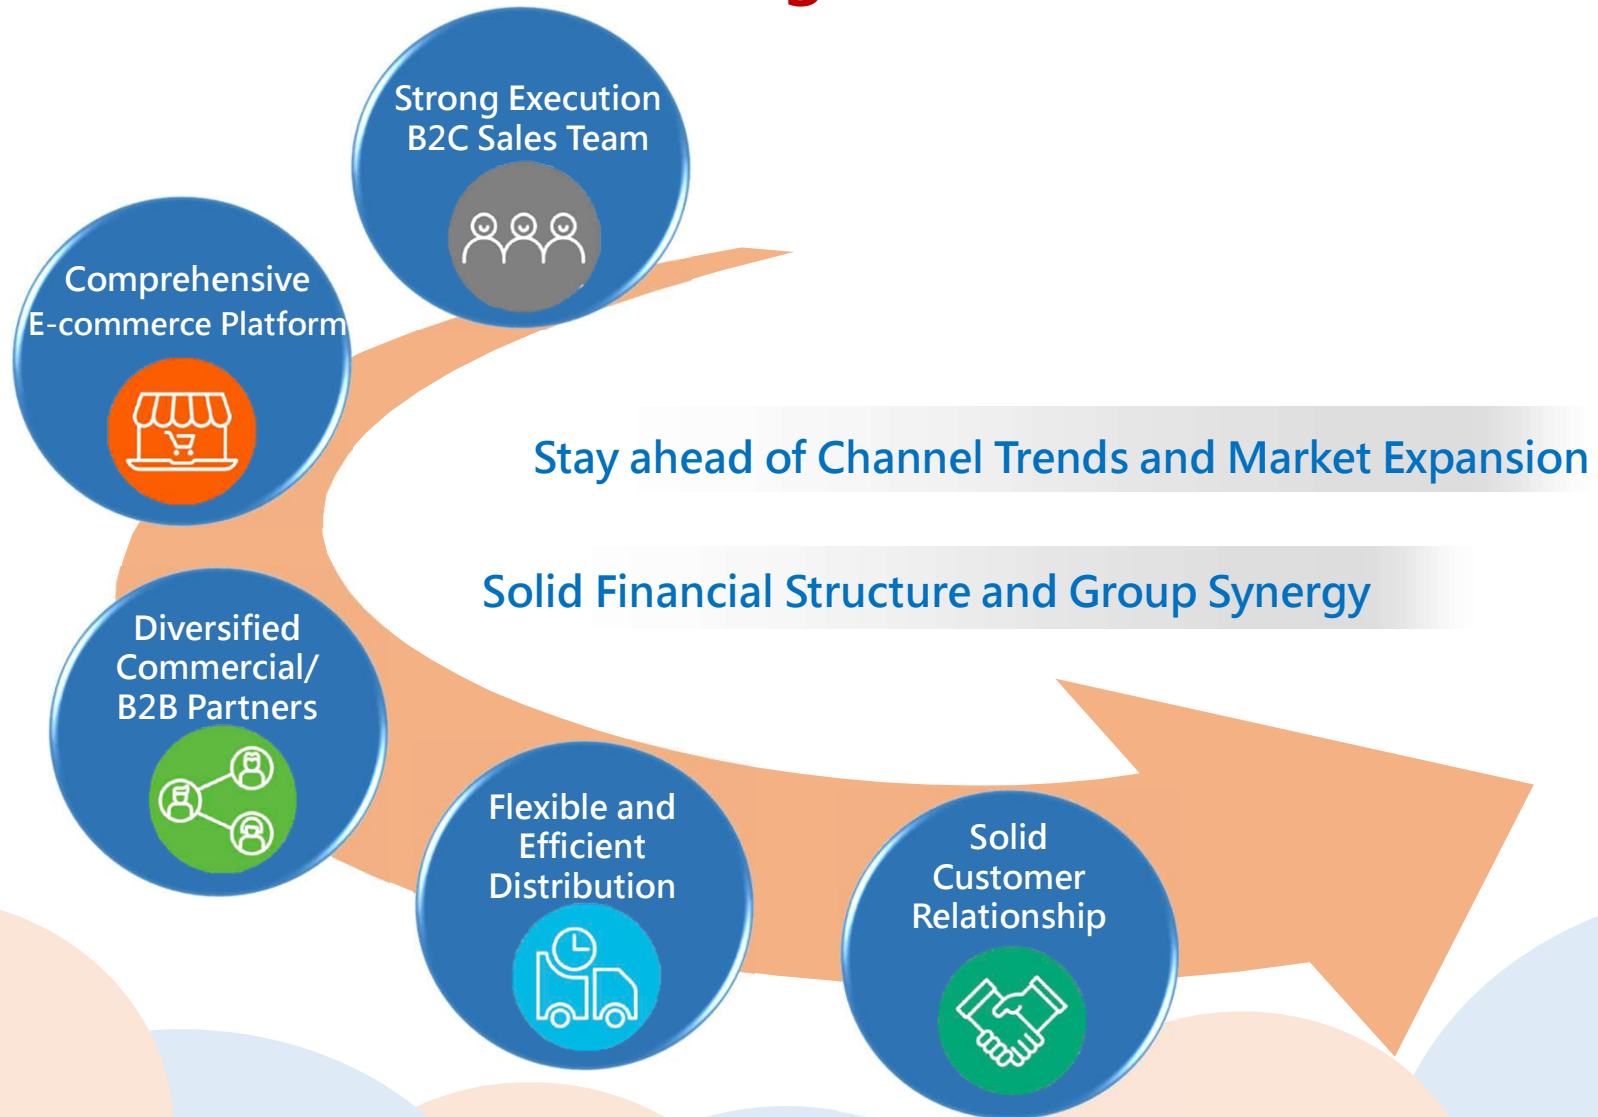 Strong Execution
B2C Sales Team
Comprehensive
E-commerce Platform
Stay ahead of Channel Trends and Market Expansion
Solid Financial Structure and Group Synergy
Diversified
Commercial/
B2B Partners
Flexible and
Efficient
Distribution
Solid
Customer
Relationship